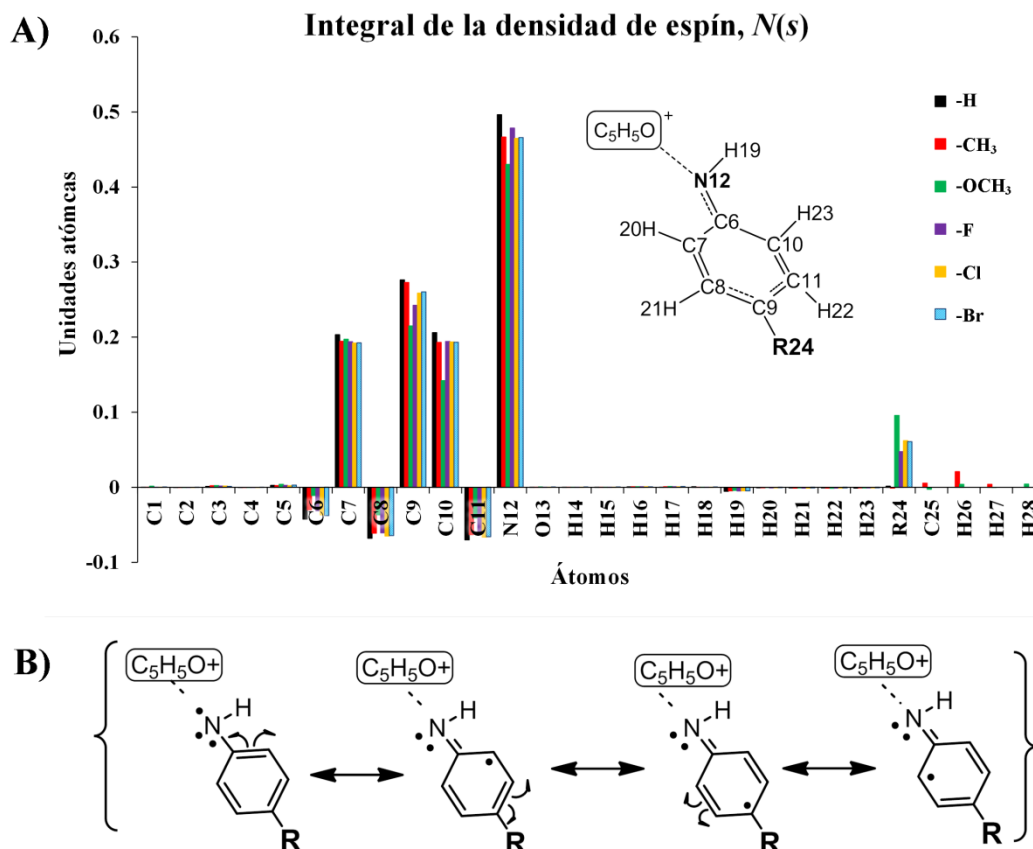 A)
Integral de la densidad de espín, N(s)
Unidades atómcas
0.6
0.5
0.4
0.3
0.2
0.1
0
-0.1
C1 C2 C3 C4 C5 C6 C7 C8 C9 C10 C11 N12 O13 H14 H15 H16 H17 H18 H19 H20 H21 H22 H23 R24 C25 H26 H27 H28
Átomos
-H
-CH₃
-OCH₃
-F
-Cl
-Br
C₅H₅O +
H19
N12
C6
H23
20H
C7
C10
C8
C11
21H
C9
H22
R24
B)
C₅H₅O+
N
H
R
C₅H₅O+
N
H
R
C₅H₅O+
N
H
R
C₅H₅O+
N
H
R